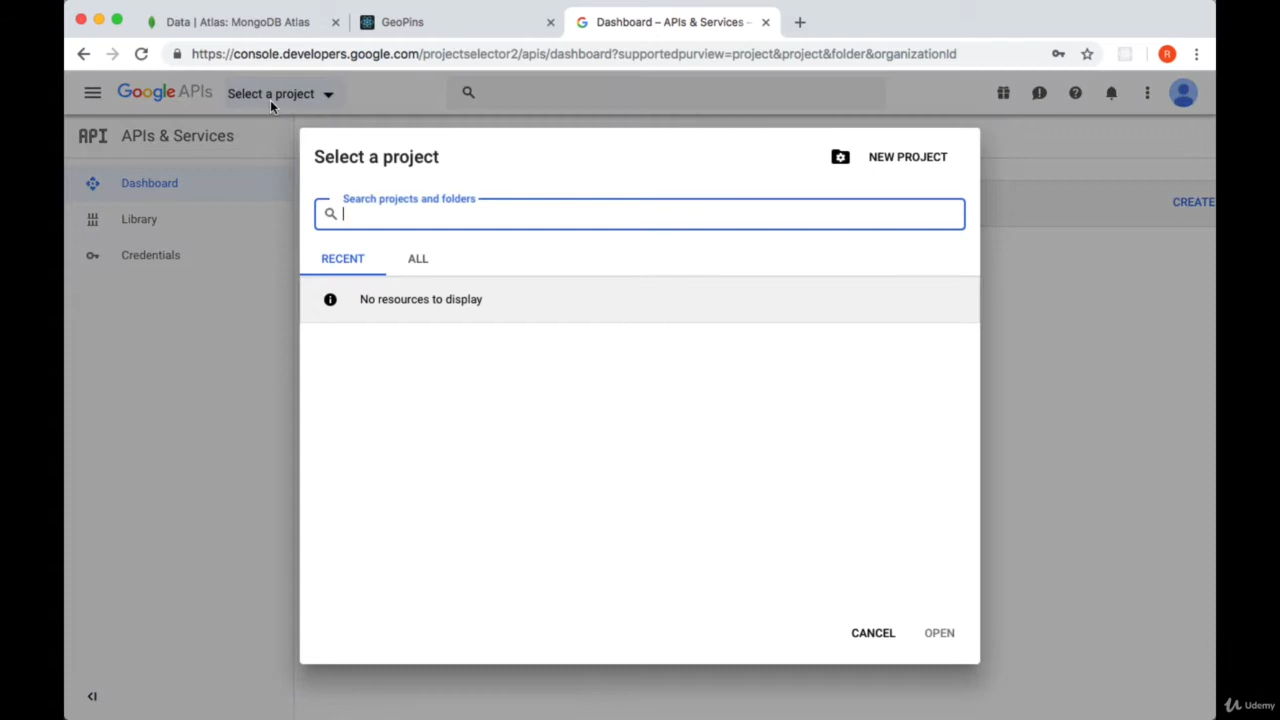 Data | Atlas: MongoDB Atlas
GeoPins
Dashboard – APIs & Services –
https://console.developers.google.com/projectselector2/apis/dashboard?supportedpurview=project&project&folder&organizationId
R
Google APIs
Select a project
API APIs & Services
Dashboard
Library
Credentials
CREATE
Select a project
NEW PROJECT
Search projects and folders
RECENT
ALL
No resources to display
CANCEL
OPEN
Udemy